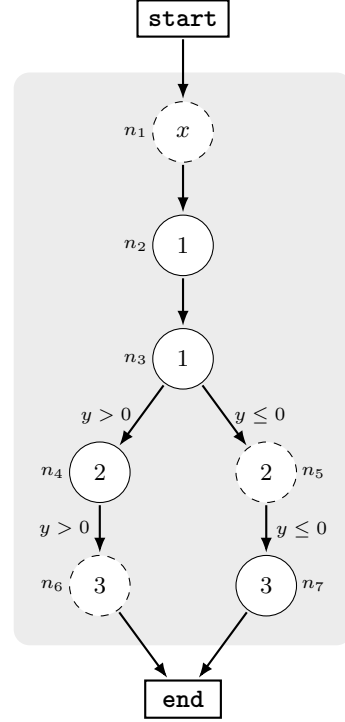 start
n₁ x
n₂ 1
n₃ 1
y > 0 y ≤ 0
n₄ 2 2 n₅
y > 0 y ≤ 0
n₆ 3 3 n₇
end